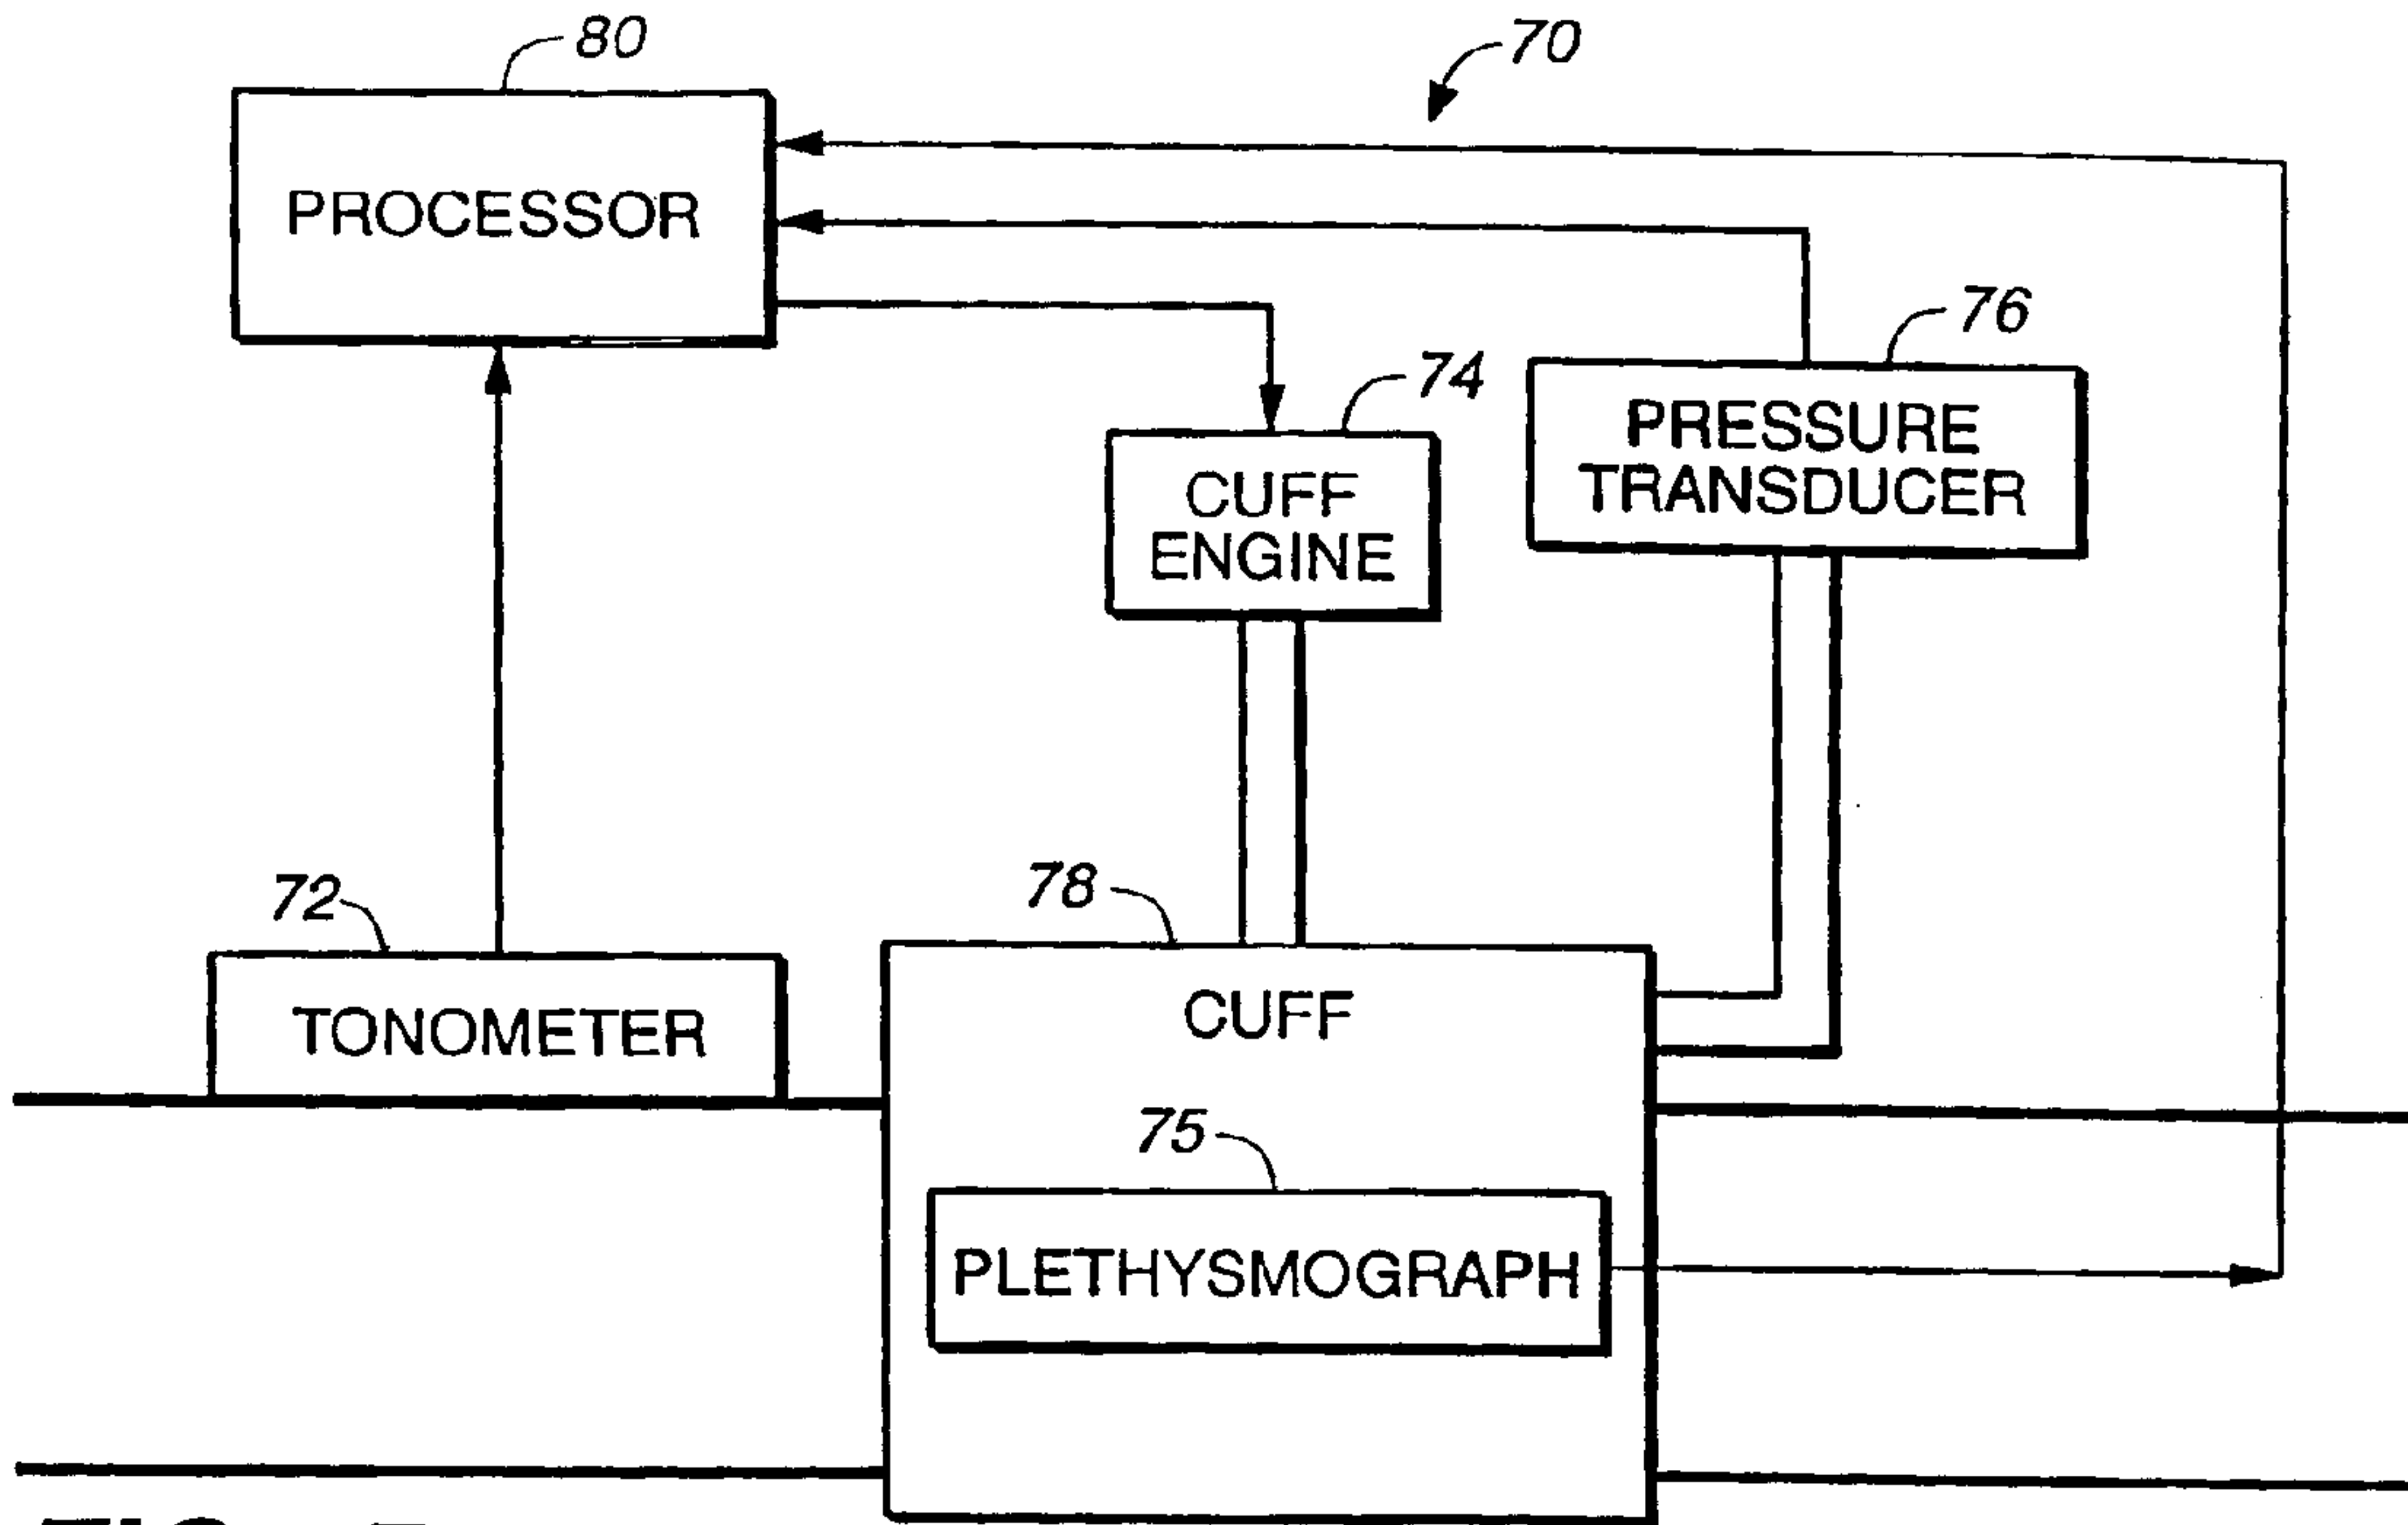 80
70
PROCESSOR
76
74
PRESSURE
TRANSDUCER
CUFF
ENGINE
72
78
TONOMETER
CUFF
75
PLETHYSMOGRAPH